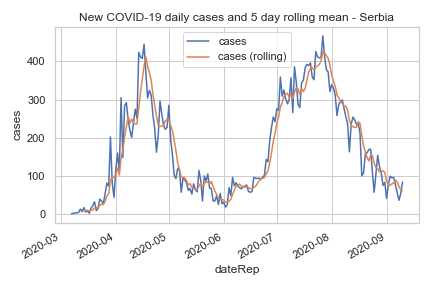 New COVID-19 daily cases and 5 day rolling mean - Serbia
cases
cases (rolling)
400
300
200
100
0
cases
2020-03
2020-04
2020-05
2020-06
2020-07
2020-08
2020-09
dateRep